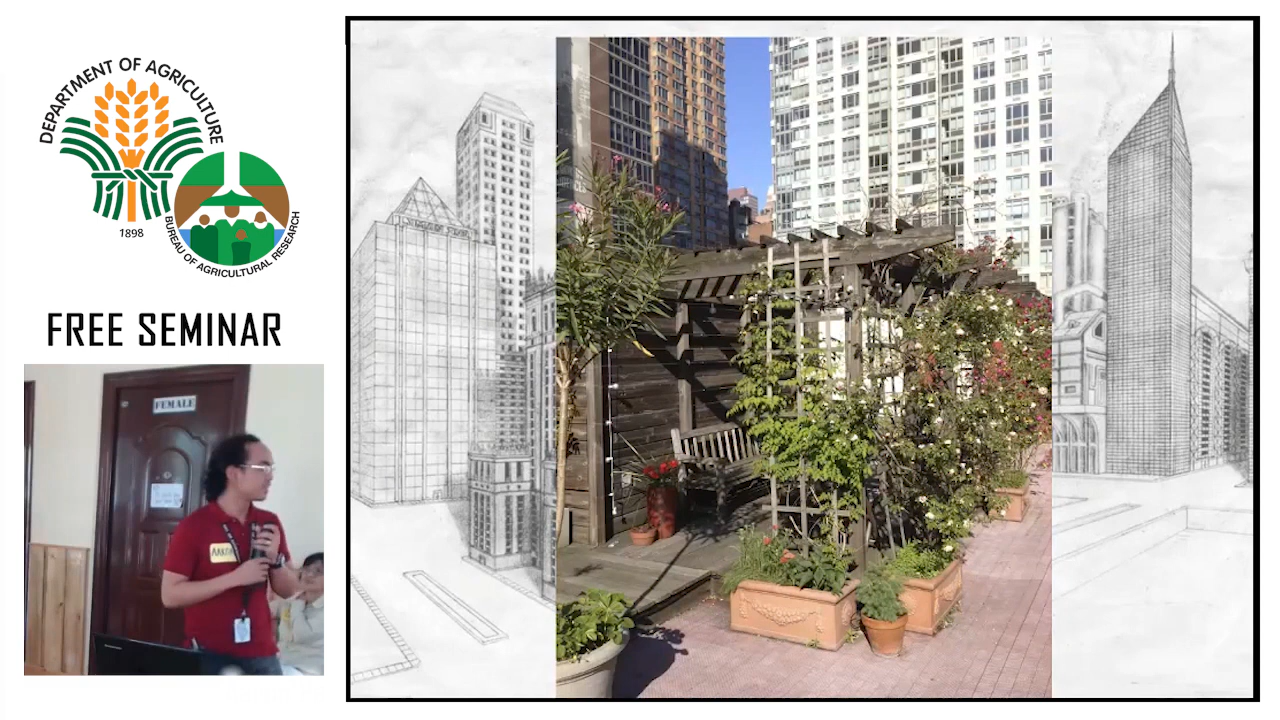 DEPARTMENT OF AGRICULTURE
1898
BUREAU OF AGRICULTURAL RESEARCH
FREE SEMINAR
FEMALE